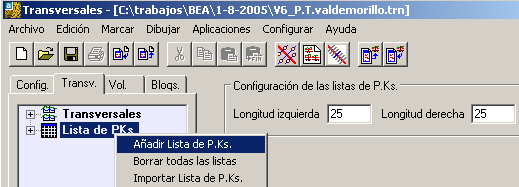 Transversales - [C:\trabajos\BEA\1-8-2005\V6_P.T.valdemorillo.trn]
Archivo Edición Marcar Dibujar Aplicaciones Configurar Ayuda
Config. Transv. Vol. Bloqs.
Configuración de las listas de P.Ks.
Longitud izquierda 25 Longitud derecha 25
Transversales
Lista de PKs
Añadir Lista de P.Ks.
Borrar todas las listas
Importar Lista de P.Ks.